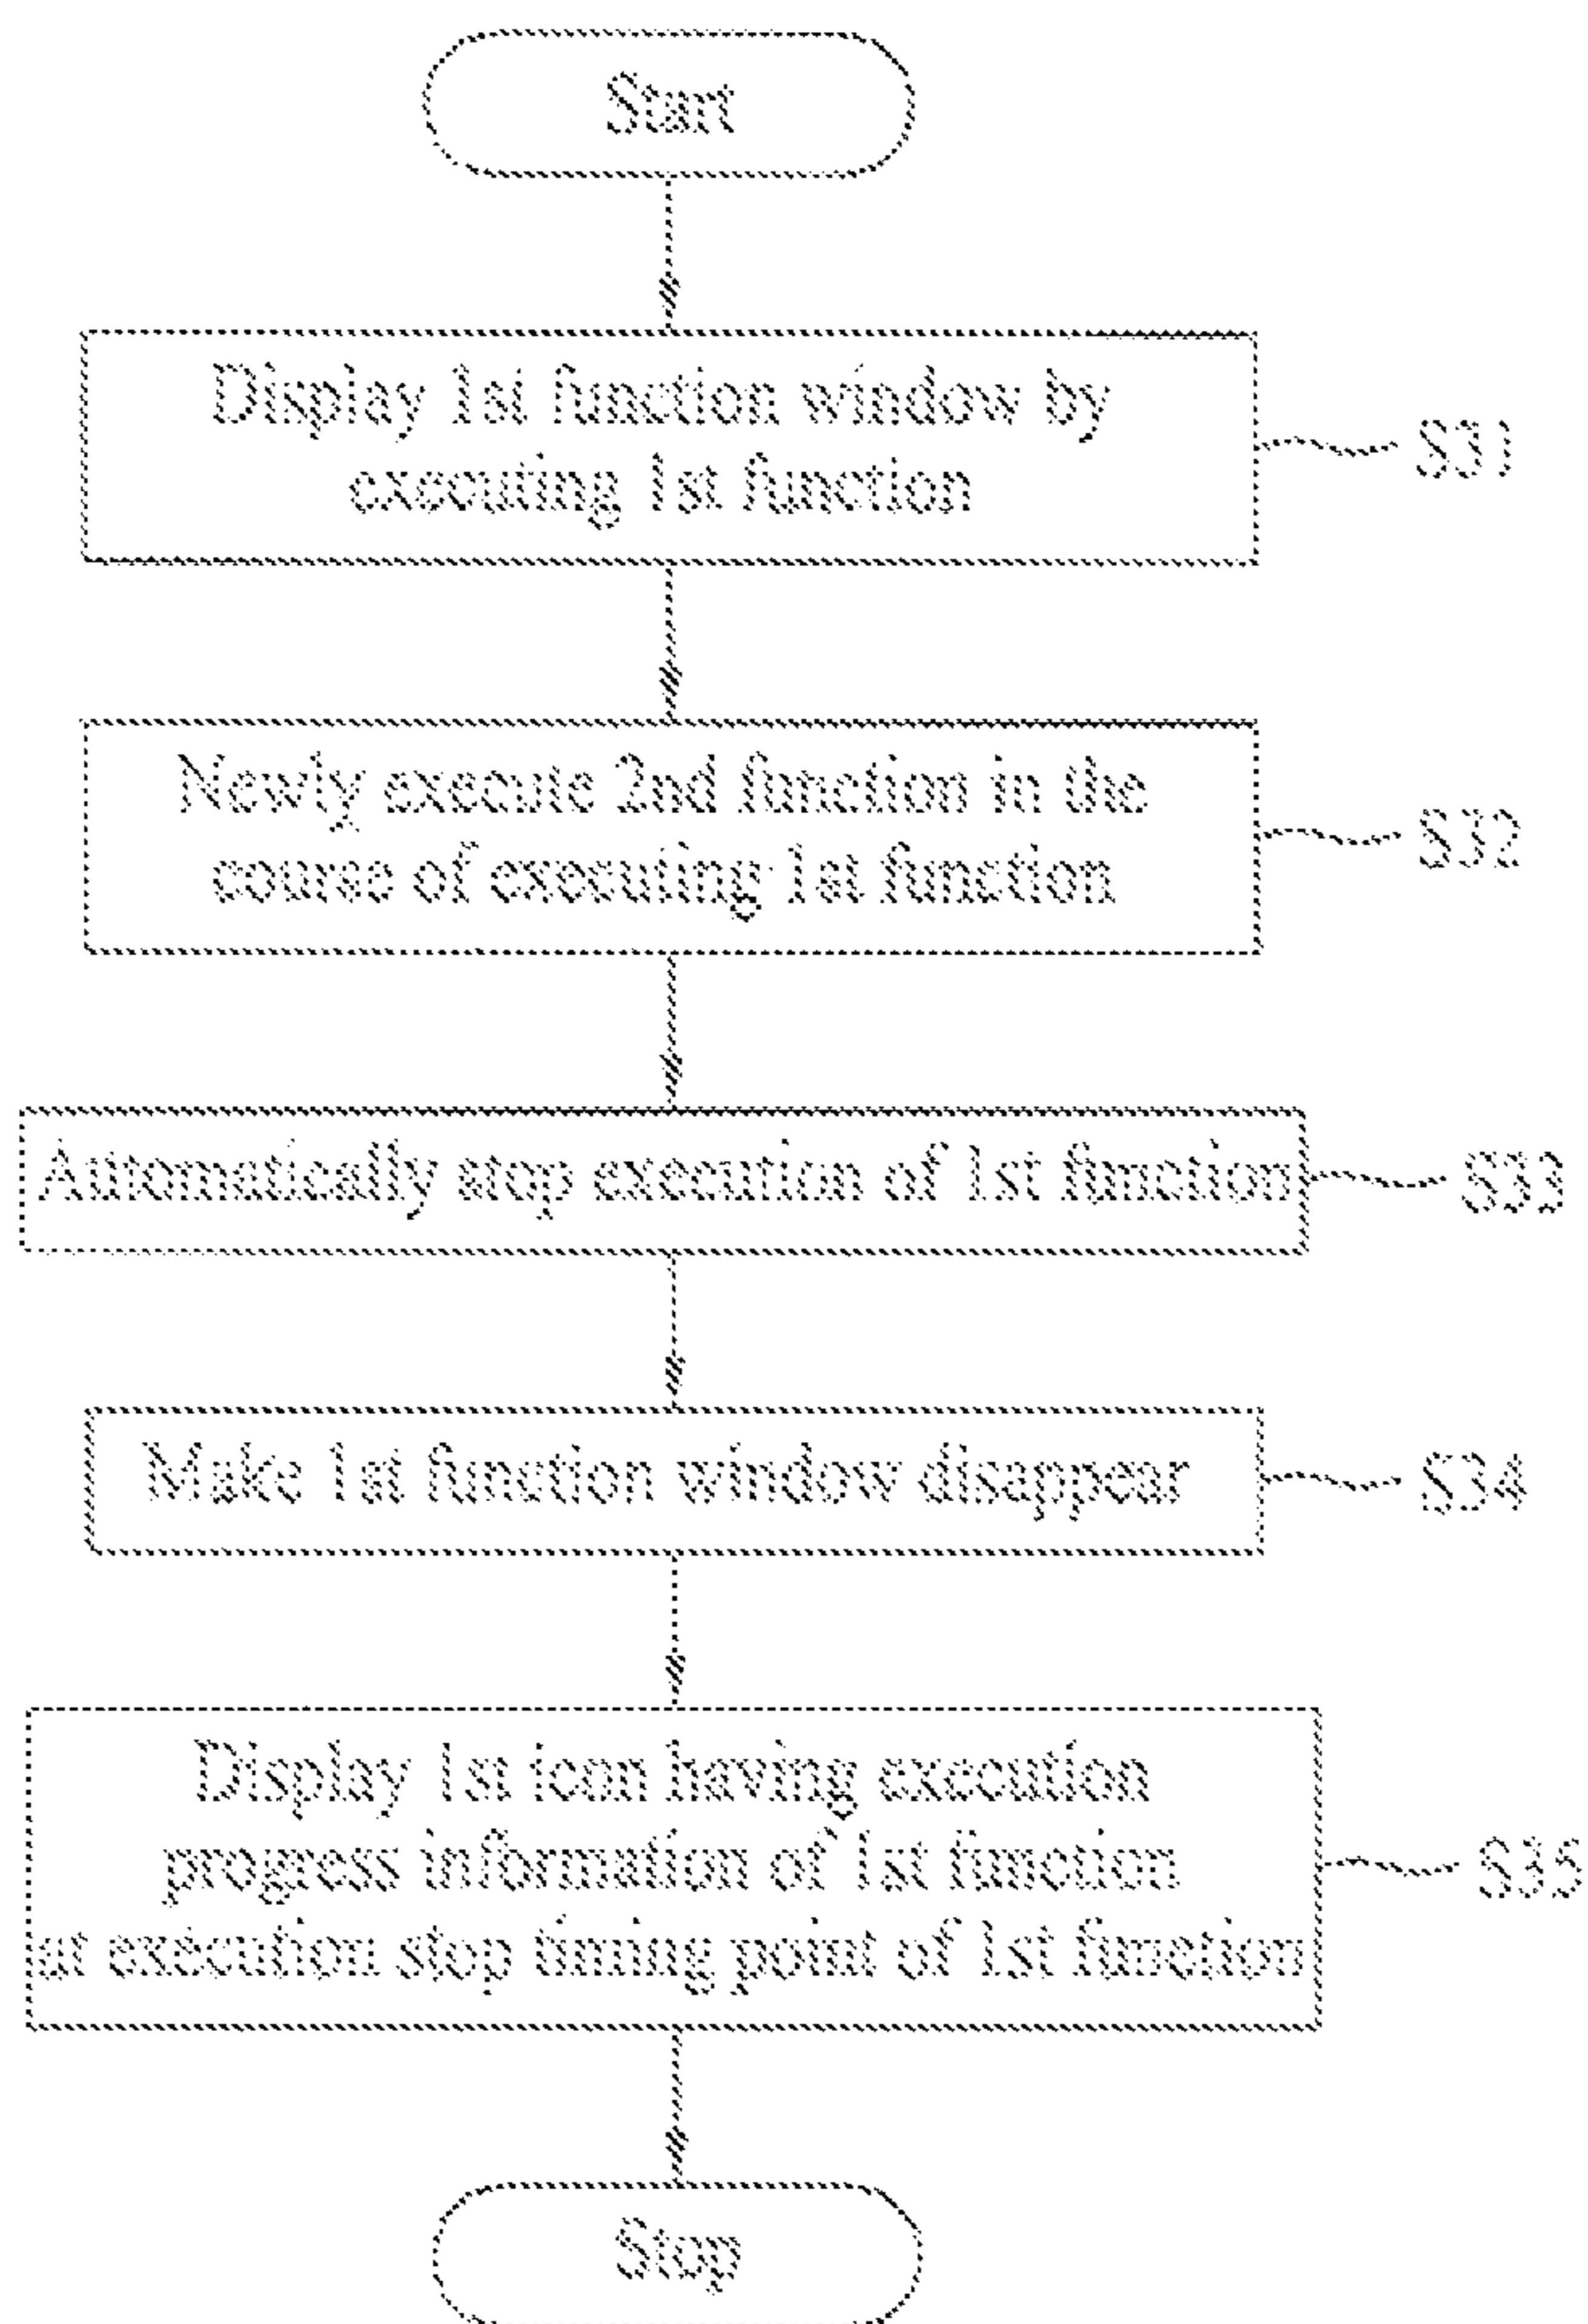 Start
Display 1st function window by
executing 1st function
S31
Newly execute 2nd function in the
course of executing 1st function
S32
Automatically stop execution of 1st function
S33
Make 1st function window disappear
S34
Display 1st icon having execution
progress information of 1st function
at execution stop timing point of 1st function
S35
Stop